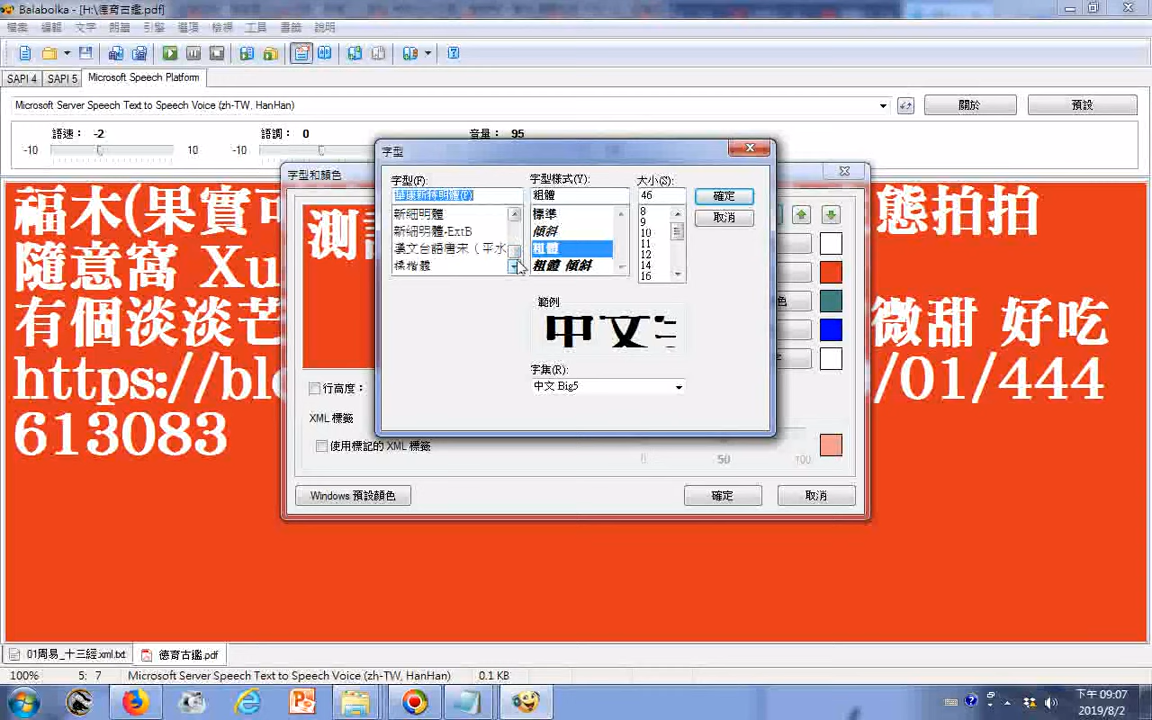 Balabolka - [H:\德育古鑑.pdf]
檔案 編輯 文字 朗讀 引擎 選項 檢視 工具 書籤 說明
SAPI 4 SAPI 5 Microsoft Speech Platform
Microsoft Server Speech Text to Speech Voice (zh-TW, HanHan) 關於 預設
語速： -2 語調： 0 音量： 95
-10 10 -10
字型
字型和顏色
字型(F): 字型樣式(Y): 大小(S):
粗體 46 確定
取消
新細明體
新細明體-ExtB
標楷體
標準
傾斜
粗體
粗體 傾斜
8
9
10
11
12
14
16
範例
中文
字集(R):
中文 Big5
福木(果實可 態拍拍
測
隨意窩 Xu
有個淡淡芒 微甜 好吃
https://blo /01/444
613083
行高度：
XML 標籤
使用標記的 XML 標籤
0 50 100
Windows 預設顏色 確定 取消
01周易_十三經.xml.txt 德育古鑑.pdf
100% 5: 7 Microsoft Server Speech Text to Speech Voice (zh-TW, HanHan) 0.1 KB
下午 09:07
2019/8/2